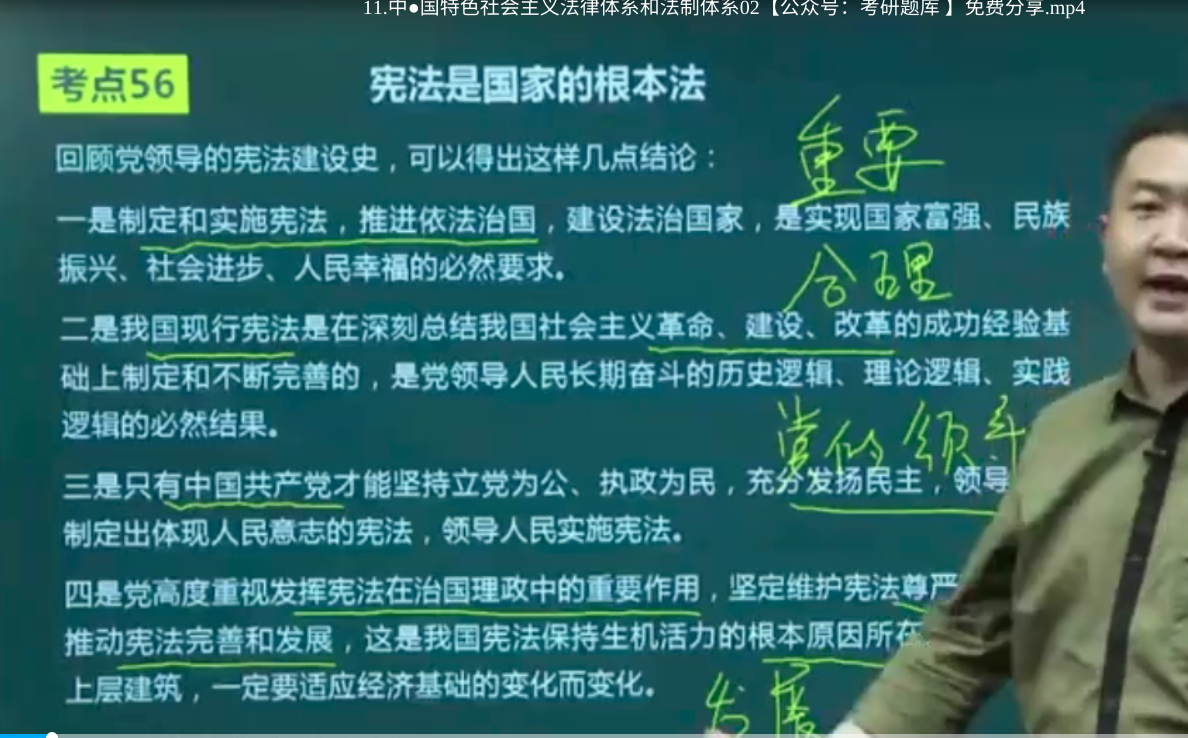 11.中●国特色社会主义法律体系和法制体系02【公众号：考研题库 】免费分享.mp4
考点56
宪法是国家的根本法
重要
回顾党领导的宪法建设史，可以得出这样几点结论：
一是制定和实施宪法，推进依法治国，建设法治国家，是实现国家富强、民族
振兴、社会进步、人民幸福的必然要求。
合理
二是我国现行宪法是在深刻总结我国社会主义革命、建设、改革的成功经验基
础上制定和不断完善的，是党领导人民长期奋斗的历史逻辑、理论逻辑、实践
逻辑的必然结果。
党的领导
三是只有中国共产党才能坚持立党为公、执政为民，充分发扬民主，领导
制定出体现人民意志的宪法，领导人民实施宪法。
四是党高度重视发挥宪法在治国理政中的重要作用，坚定维护宪法尊严
推动宪法完善和发展，这是我国宪法保持生机活力的根本原因所在
上层建筑，一定要适应经济基础的变化而变化。
发展